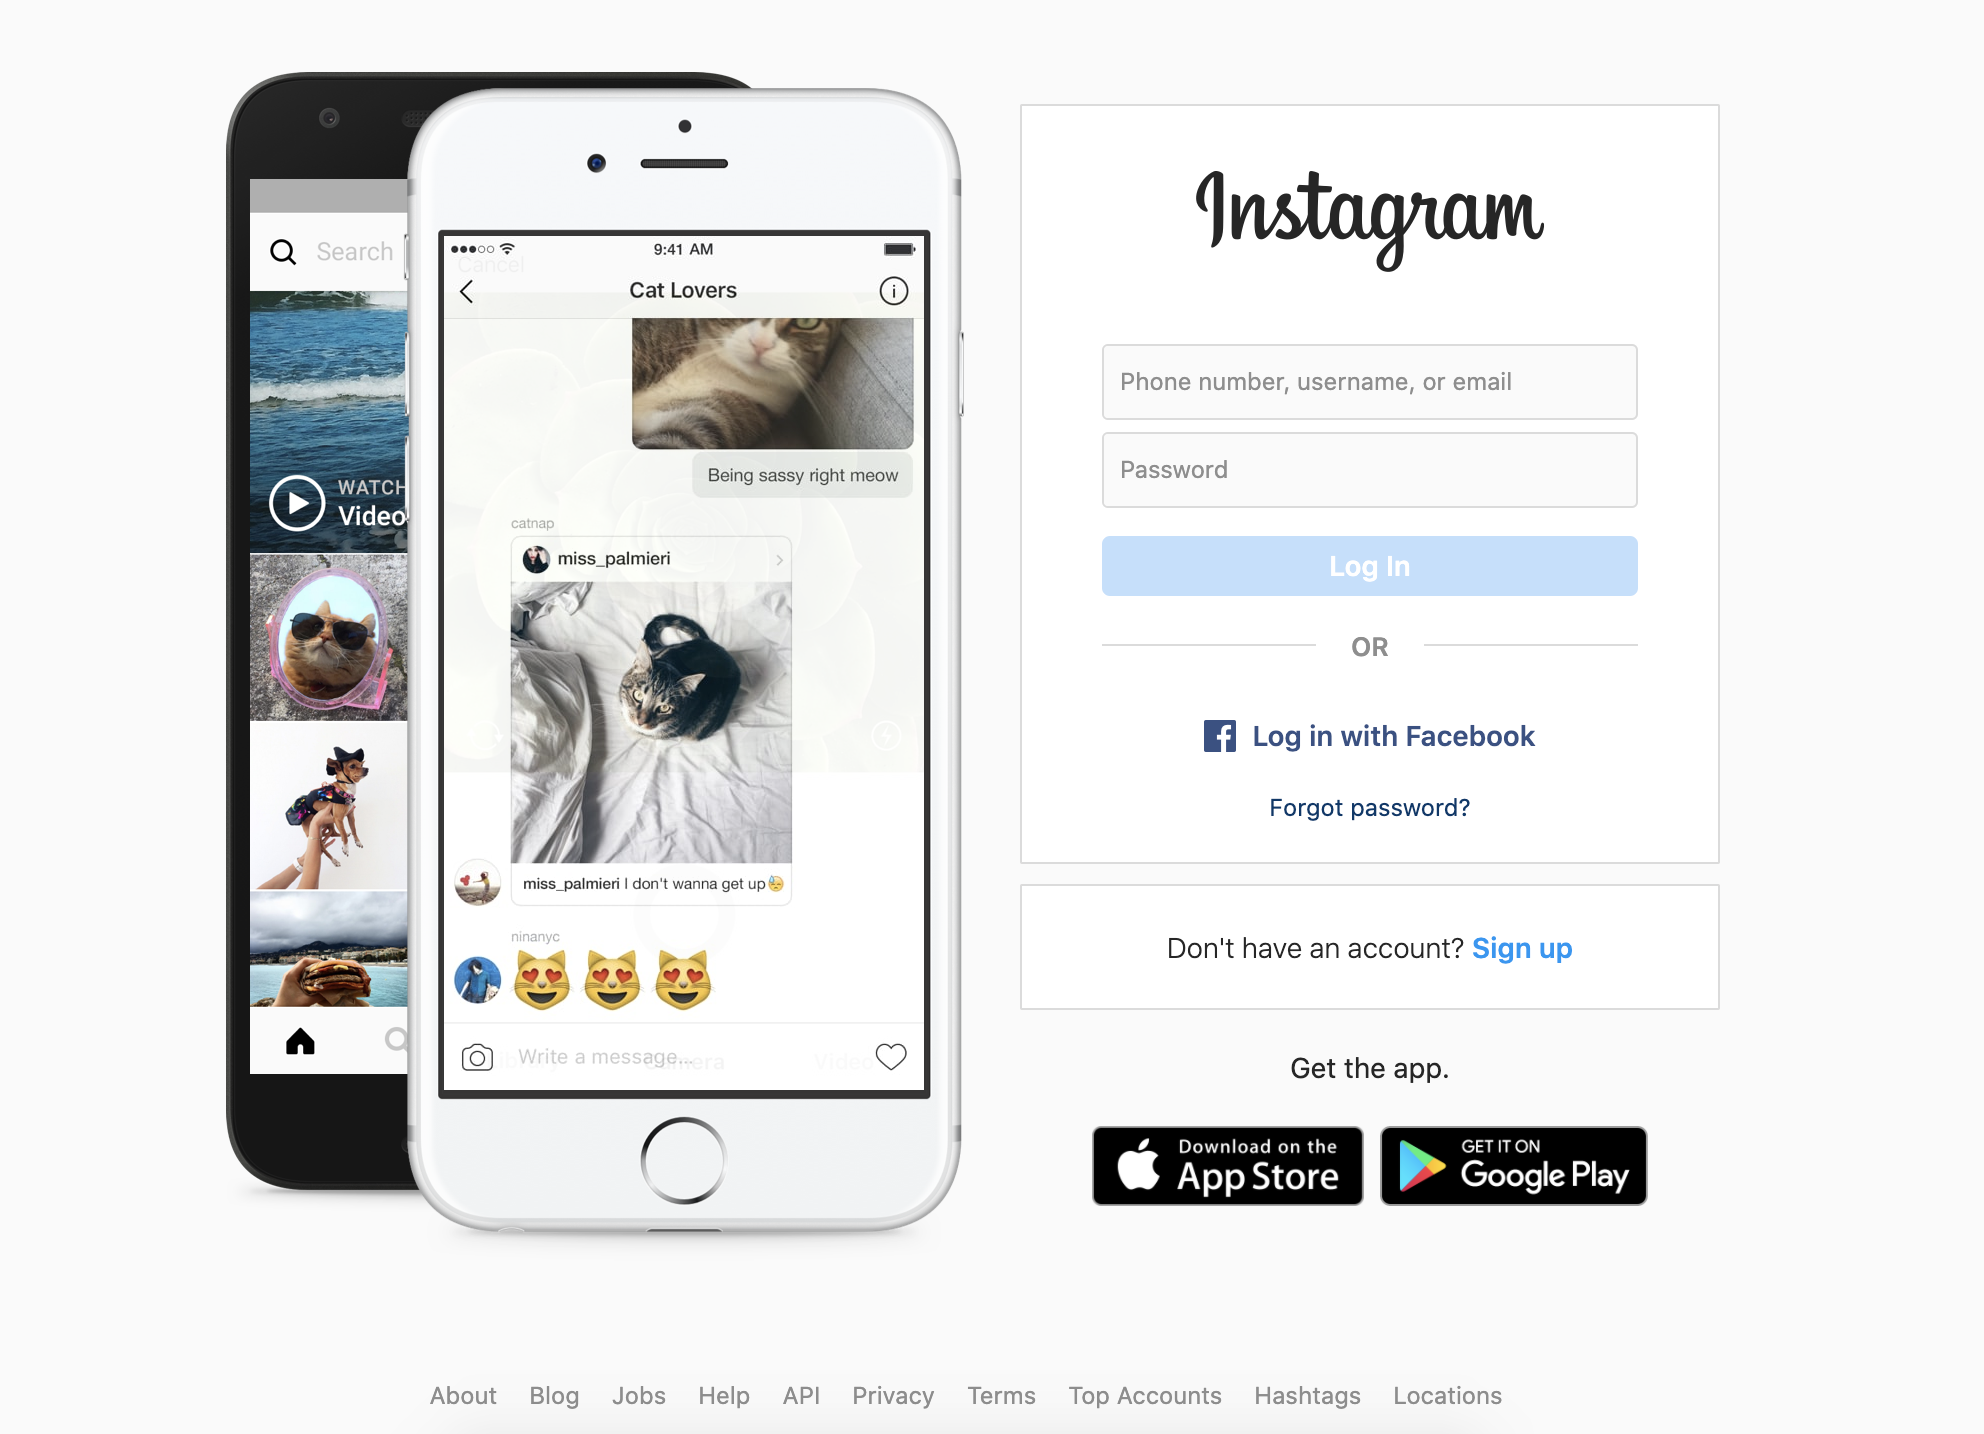 Search
WATCH
Video
9:41 AM
Cancel
Cat Lovers
Being sassy right meow
catnap
miss_palmieri
miss_palmieri I don't wanna get up😓
ninanyc
😻 😻 😻
Write a message...
Camera
Video
Instagram
Phone number, username, or email
Password
Log In
OR
Log in with Facebook
Forgot password?
Don't have an account? Sign up
Get the app.
Download on the
App Store
GET IT ON
Google Play
About Blog Jobs Help API Privacy Terms Top Accounts Hashtags Locations